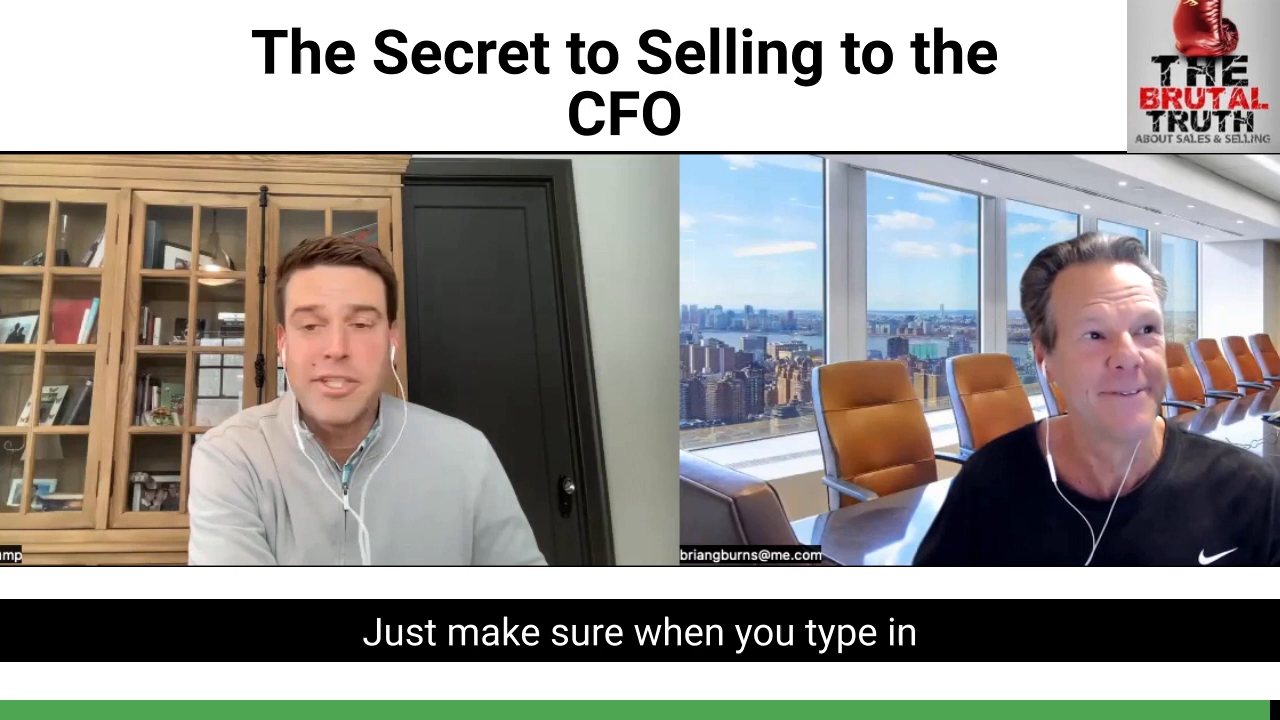 The Secret to Selling to the
CFO
THE
BRUTAL
TRUTH
ABOUT SALES & SELLING
ump
briangburns@me.com
Just make sure when you type in